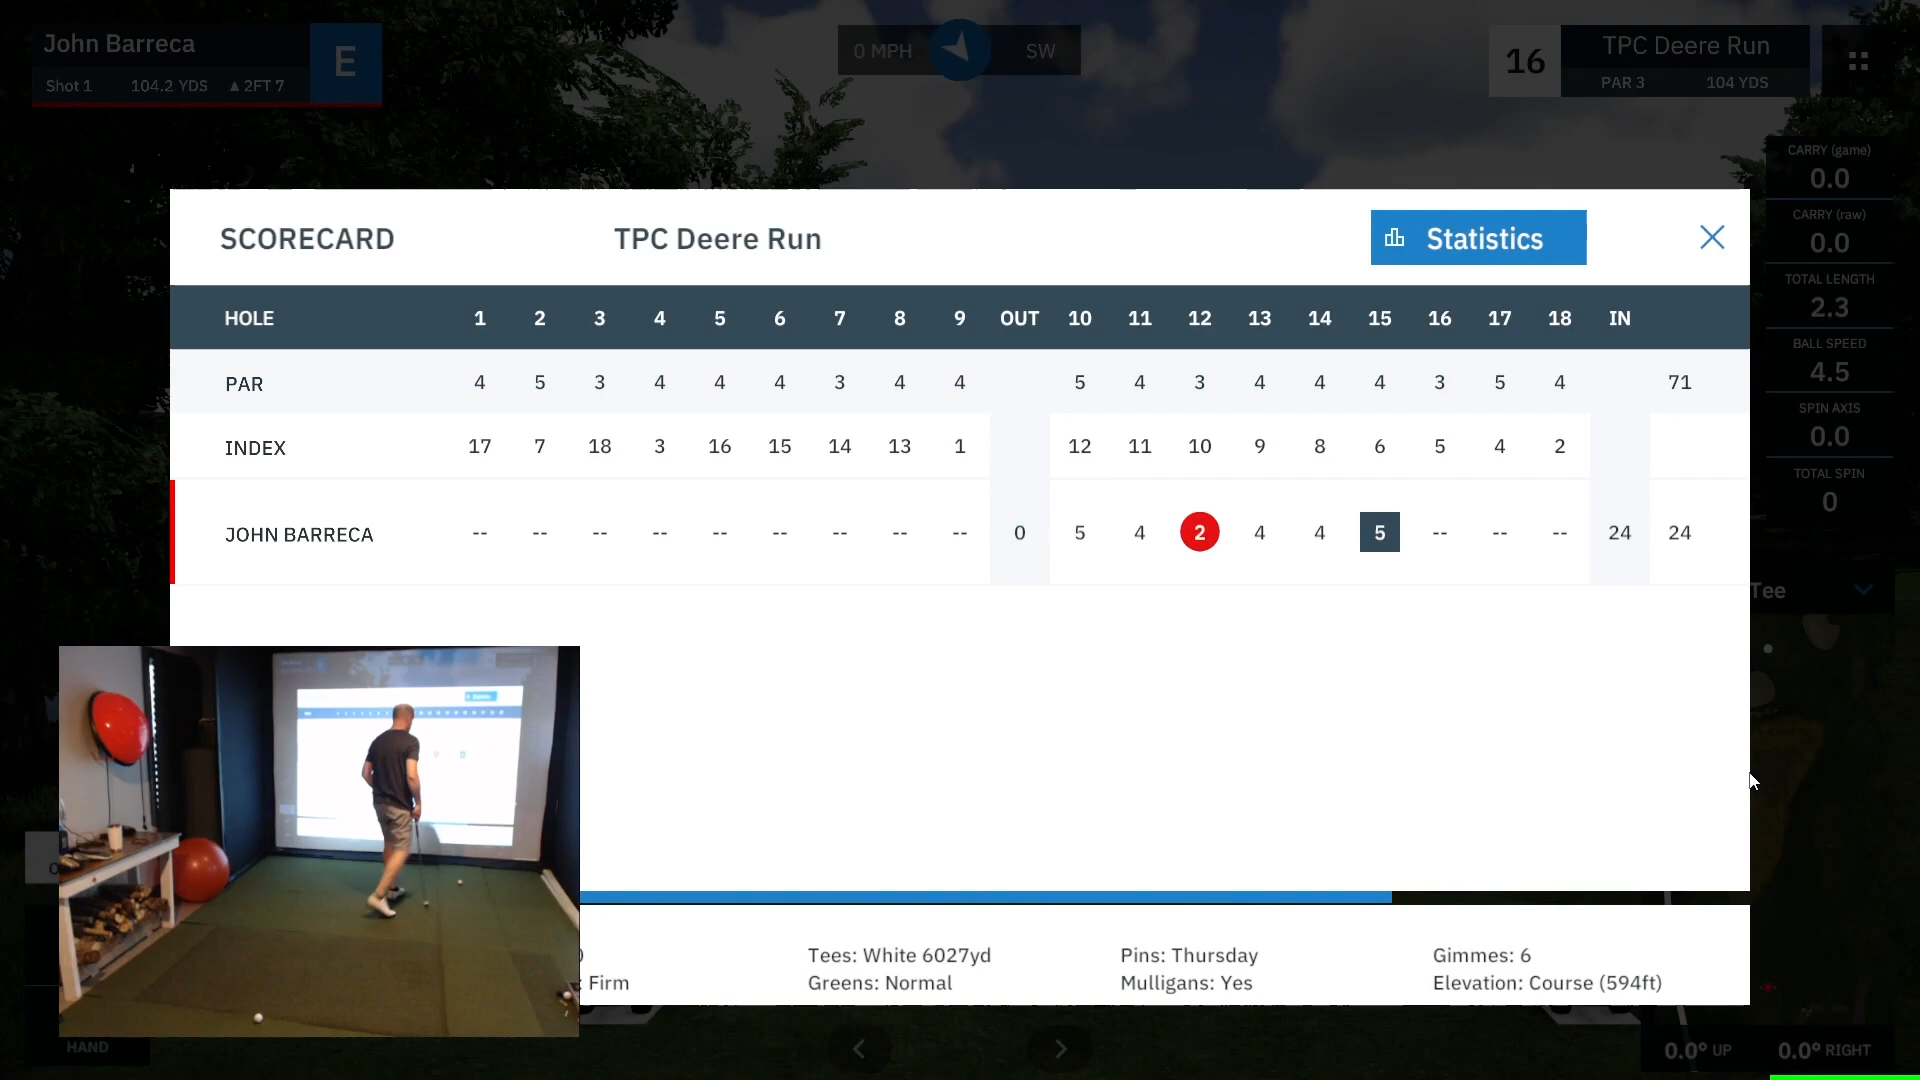 John Barreca
E
Shot 1 104.2 YDS ▲2FT 7
0 MPH SW
16 TPC Deere Run
PAR 3 104 YDS
CARRY (game)
0.0
CARRY (raw)
0.0
TOTAL LENGTH
2.3
BALL SPEED
4.5
SPIN AXIS
0.0
TOTAL SPIN
0
SCORECARD TPC Deere Run Statistics
HOLE 1 2 3 4 5 6 7 8 9 OUT 10 11 12 13 14 15 16 17 18 IN
PAR 4 5 3 4 4 4 3 4 4 5 4 3 4 4 4 3 5 4 71
INDEX 17 7 18 3 16 15 14 13 1 12 11 10 9 8 6 5 4 2
JOHN BARRECA -- -- -- -- -- -- -- -- -- 0 5 4 2 4 4 5 -- -- -- 24 24
Tee
Tees: White 6027yd Pins: Thursday Gimmes: 6
: Firm Greens: Normal Mulligans: Yes Elevation: Course (594ft)
HAND
0.0° UP 0.0° RIGHT